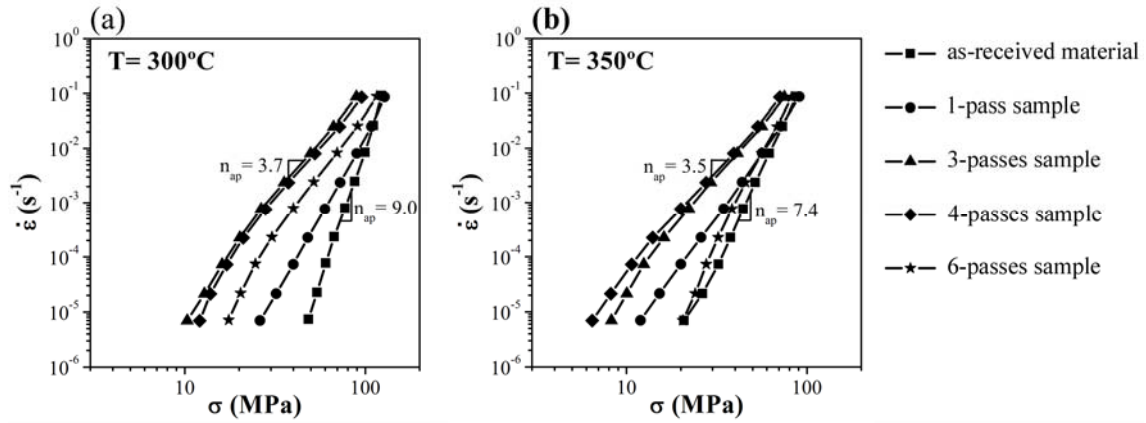 (a)
T= 300ºC
10⁰
10⁻¹
10⁻²
10⁻³
10⁻⁴
10⁻⁵
10⁻⁶
ε̇ (s⁻¹)
n_ap = 3.7
n_ap = 9.0
10
100
σ (MPa)
(b)
T= 350ºC
10⁰
10⁻¹
10⁻²
10⁻³
10⁻⁴
10⁻⁵
10⁻⁶
ε̇ (s⁻¹)
n_ap = 3.5
n_ap = 7.4
10
100
σ (MPa)
as-received material
1-pass sample
3-passes sample
4-passes sample
6-passes sample